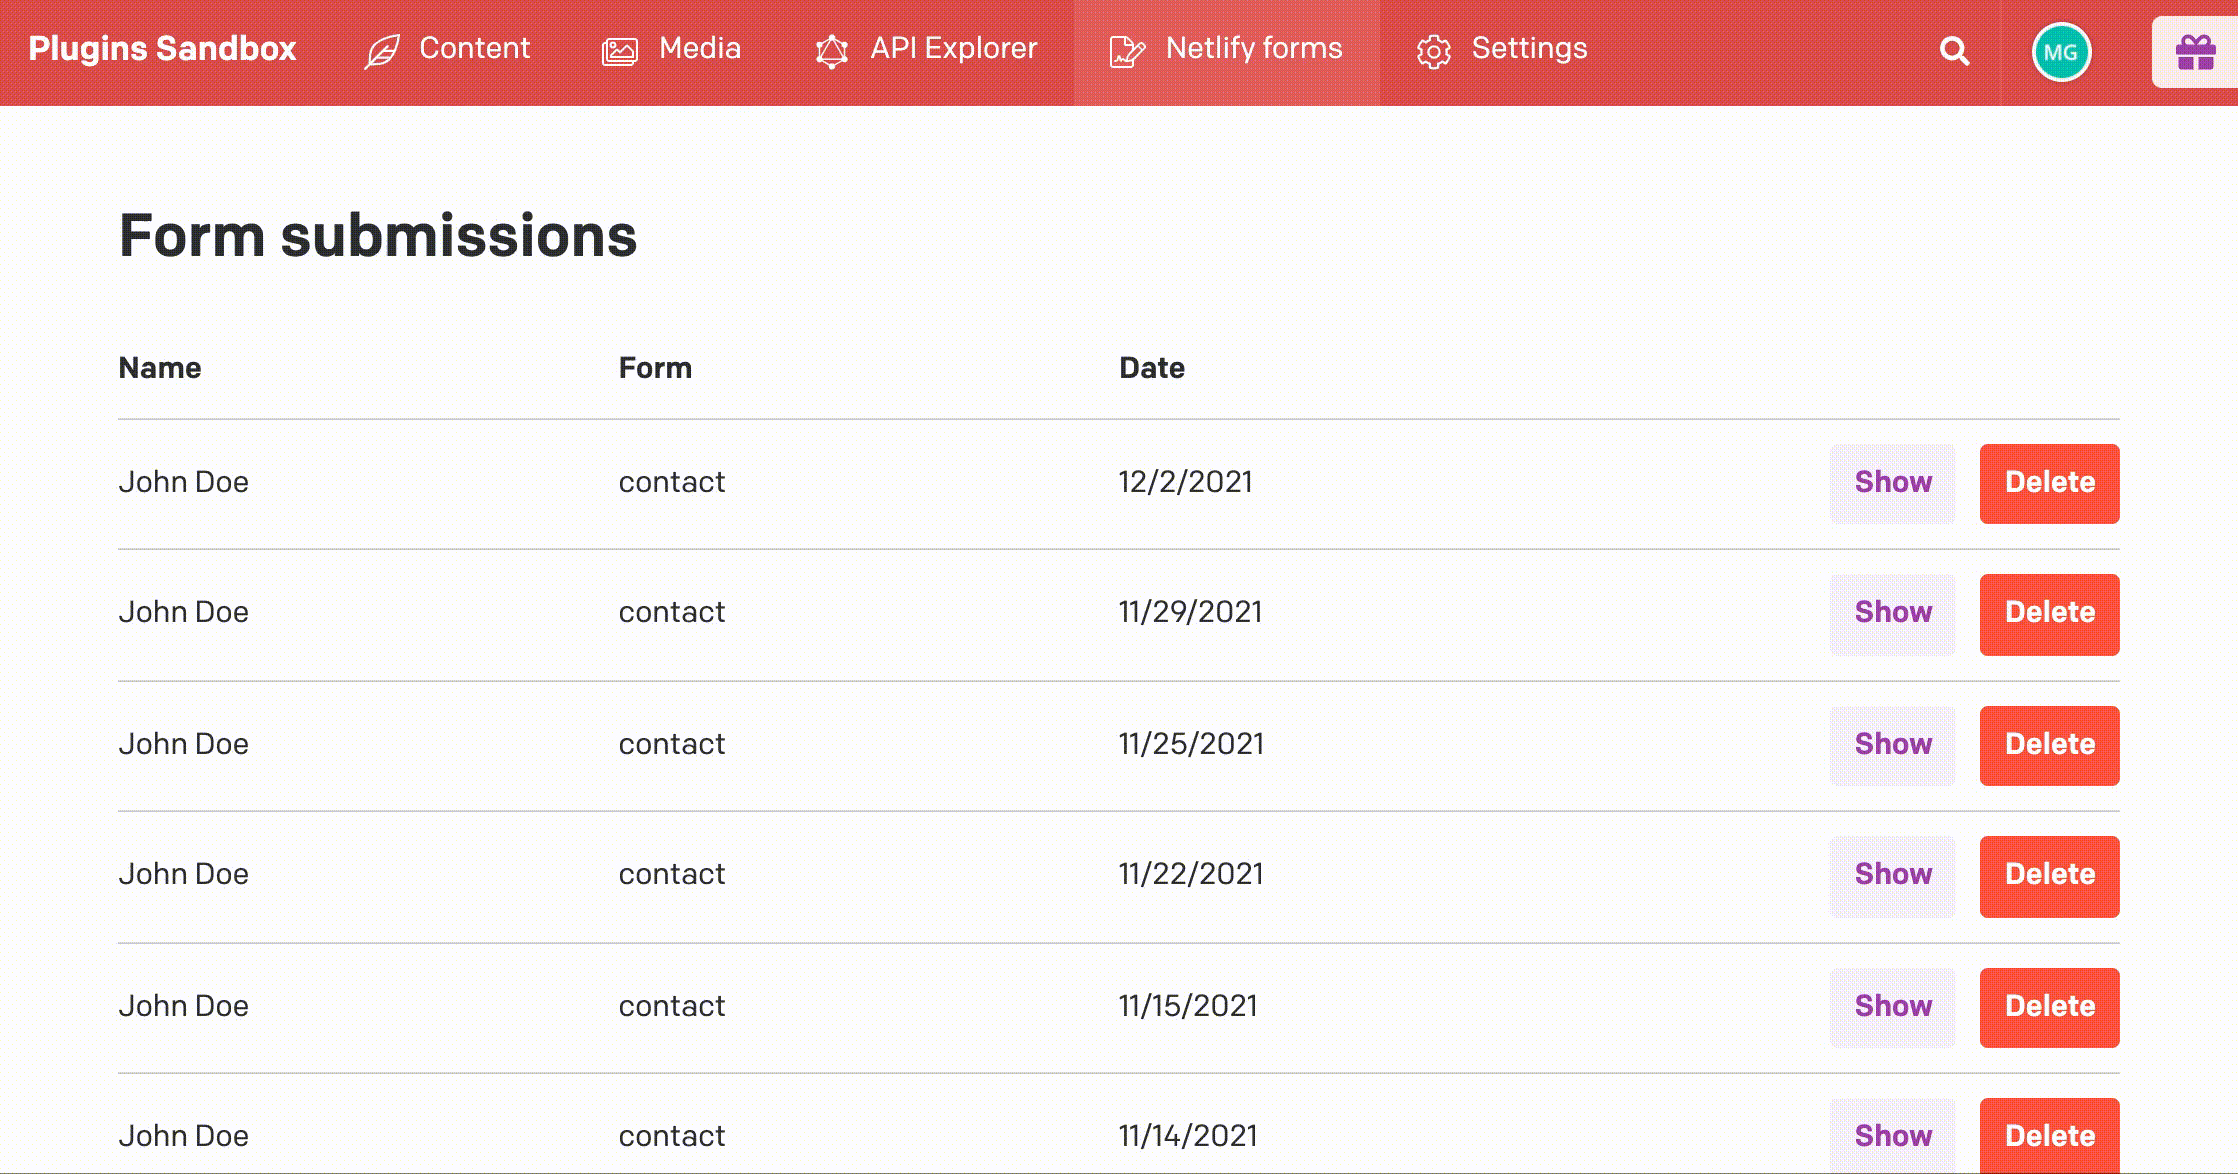 Plugins Sandbox Content Media API Explorer Netlify forms Settings MG
Form submissions
Name Form Date
John Doe contact 12/2/2021 Show Delete
John Doe contact 11/29/2021 Show Delete
John Doe contact 11/25/2021 Show Delete
John Doe contact 11/22/2021 Show Delete
John Doe contact 11/15/2021 Show Delete
John Doe contact 11/14/2021 Show Delete